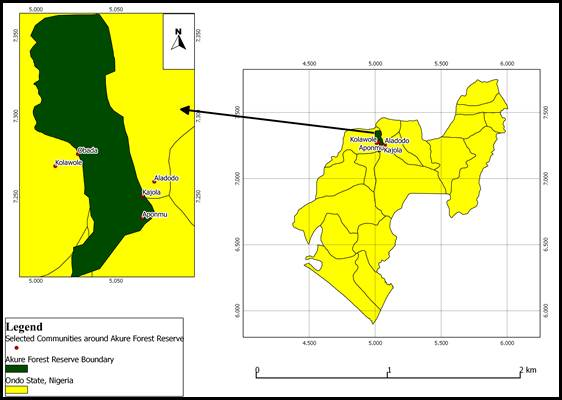 5.000 5.050
N
7.350 7.350
7.300 7.300
Obada
Kolawole
Aladodo
Kajola
7.250 7.250
Aponmu
5.000 5.050
4.500 5.000 5.500 6.000
7.500 7.500
Kolawole Aladodo
Aponmu Kajola
7.000 7.000
6.500 6.500
6.000 6.000
4.500 5.000 5.500 6.000
Legend
Selected Communities around Akure Forest Reserve
Akure Forest Reserve Boundary
Ondo State, Nigeria
0 1 2 km